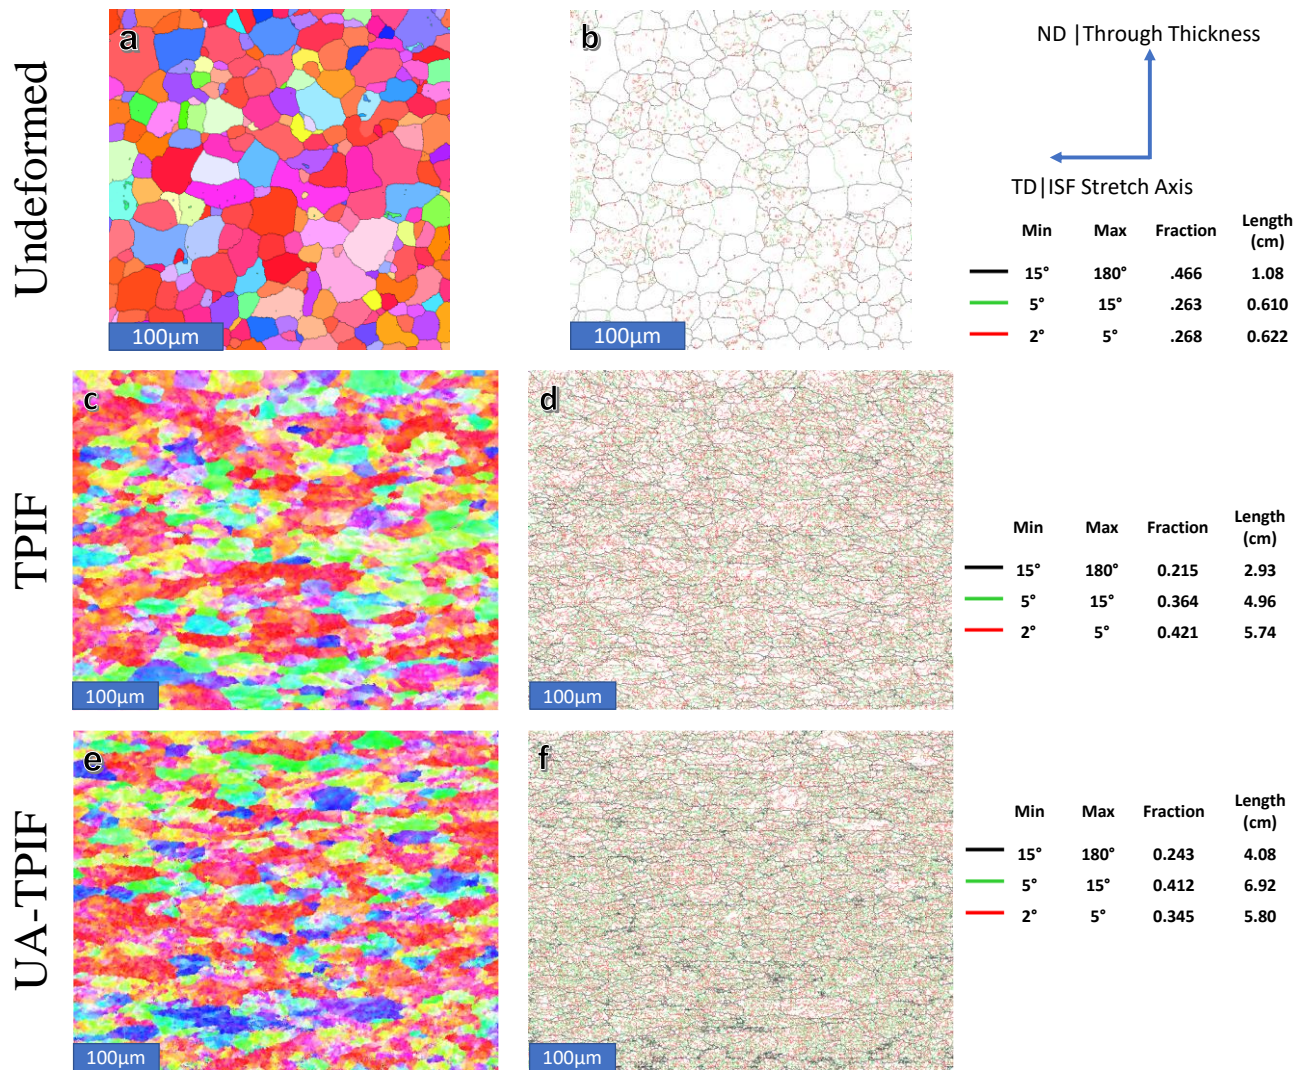 Undeformed
a
100µm
b
100µm
ND |Through Thickness
TD|ISF Stretch Axis
Min Max Fraction Length (cm)
15° 180° .466 1.08
5° 15° .263 0.610
2° 5° .268 0.622
TPIF
c
100µm
d
100µm
Min Max Fraction Length (cm)
15° 180° 0.215 2.93
5° 15° 0.364 4.96
2° 5° 0.421 5.74
UA-TPIF
e
100µm
f
100µm
Min Max Fraction Length (cm)
15° 180° 0.243 4.08
5° 15° 0.412 6.92
2° 5° 0.345 5.80